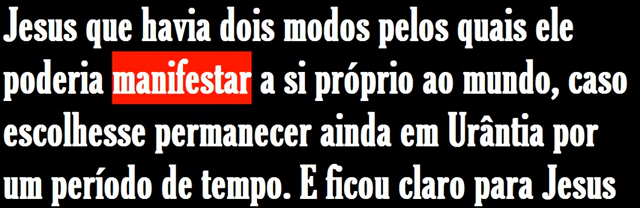 Jesus que havia dois modos pelos quais ele
poderia manifestar a si próprio ao mundo, caso
escolhesse permanecer ainda em Urântia por
um período de tempo. E ficou claro para Jesus